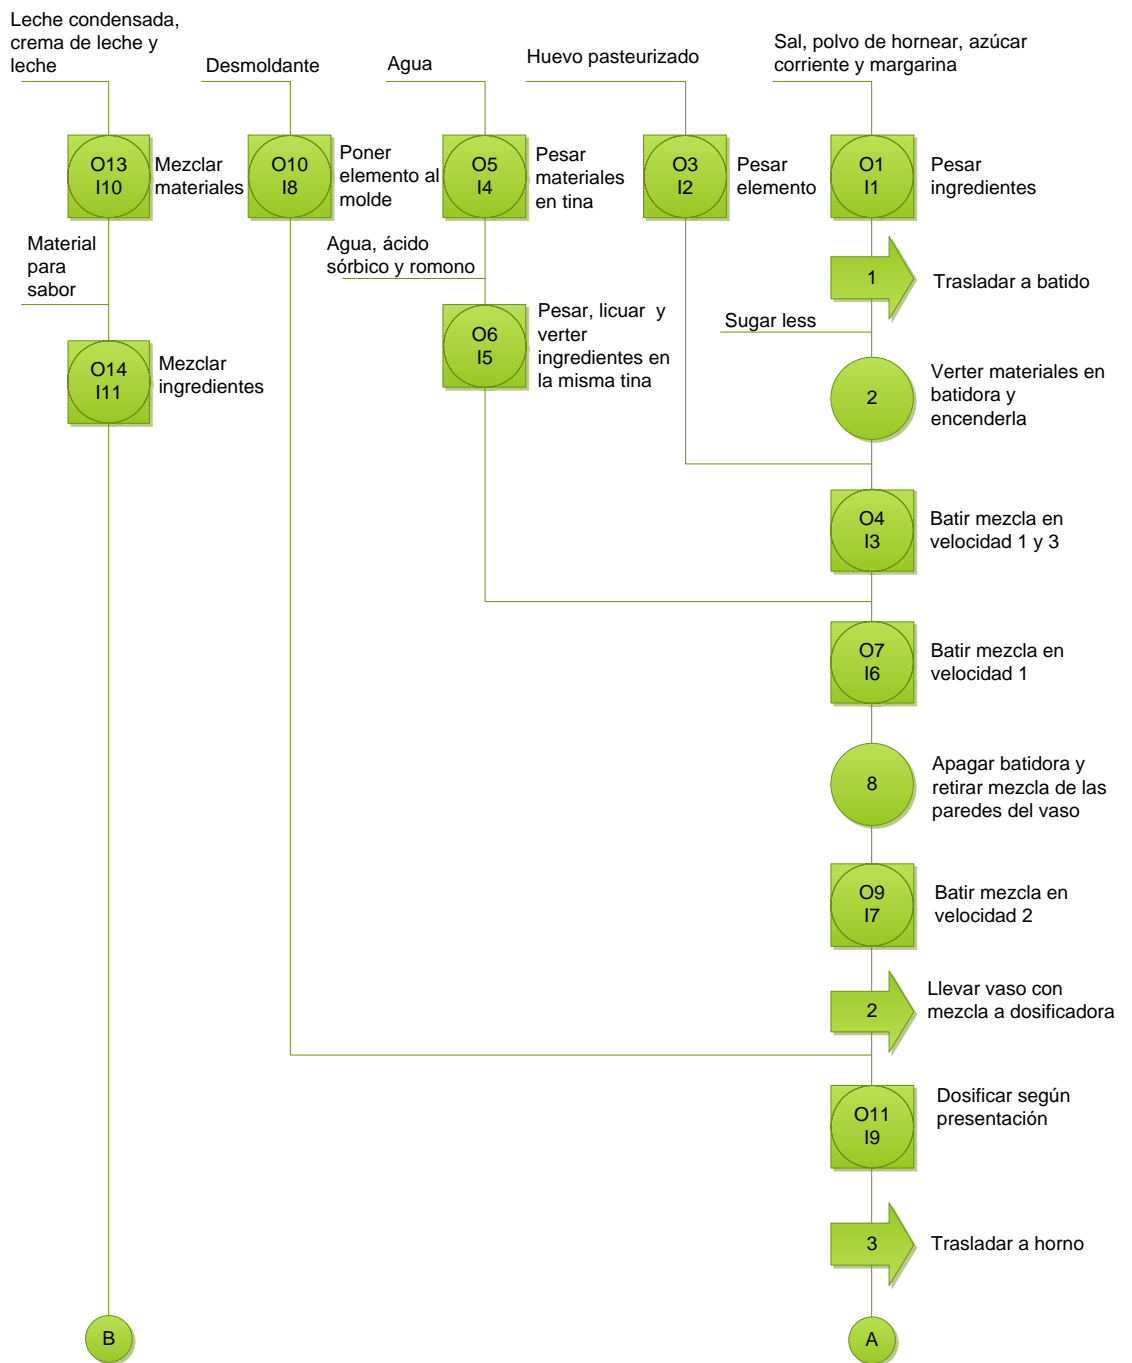 Leche condensada,
crema de leche y
leche
Desmoldante
Agua
Huevo pasteurizado
Sal, polvo de hornear, azúcar
corriente y margarina
O13
I10
Mezclar
materiales
O10
I8
Poner
elemento al
molde
O5
I4
Pesar
materiales
en tina
O3
I2
Pesar
elemento
O1
I1
Pesar
ingredientes
Material
para
sabor
Agua, ácido
sórbico y romono
1
Trasladar a batido
Sugar less
O14
I11
Mezclar
ingredientes
O6
I5
Pesar, licuar y
verter
ingredientes en
la misma tina
2
Verter materiales en
batidora y
encenderla
O4
I3
Batir mezcla en
velocidad 1 y 3
O7
I6
Batir mezcla en
velocidad 1
8
Apagar batidora y
retirar mezcla de las
paredes del vaso
O9
I7
Batir mezcla en
velocidad 2
2
Llevar vaso con
mezcla a dosificadora
O11
I9
Dosificar según
presentación
3
Trasladar a horno
B
A